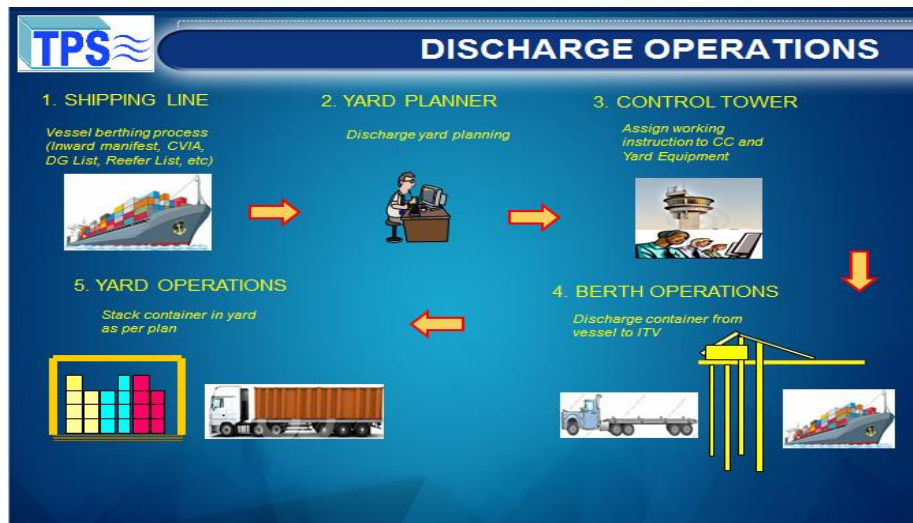 TPS
DISCHARGE OPERATIONS
1. SHIPPING LINE
Vessel berthing process
(Inward manifest, CVIA,
DG List, Reefer List, etc)
2. YARD PLANNER
Discharge yard planning
3. CONTROL TOWER
Assign working
instruction to CC and
Yard Equipment
4. BERTH OPERATIONS
Discharge container from
vessel to ITV
5. YARD OPERATIONS
Stack container in yard
as per plan